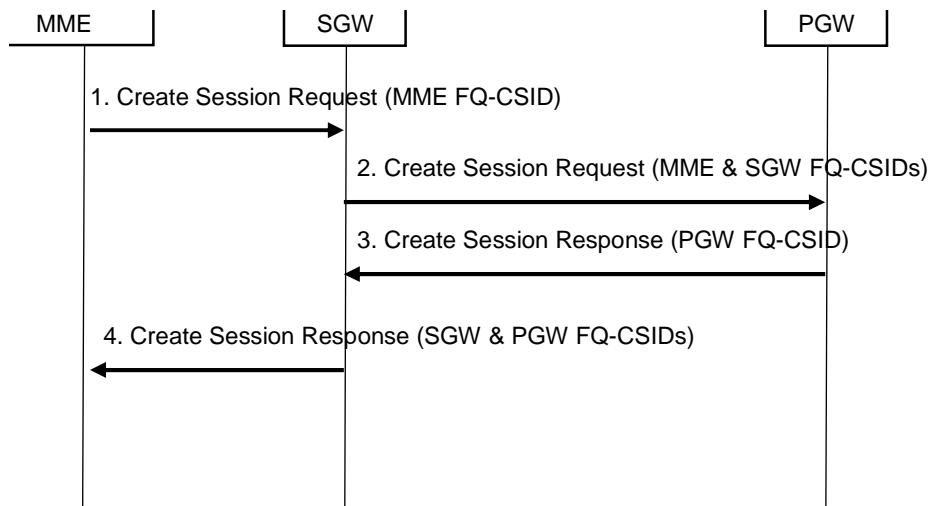 MME SGW PGW
1. Create Session Request (MME FQ-CSID)
2. Create Session Request (MME & SGW FQ-CSIDs)
3. Create Session Response (PGW FQ-CSID)
4. Create Session Response (SGW & PGW FQ-CSIDs)